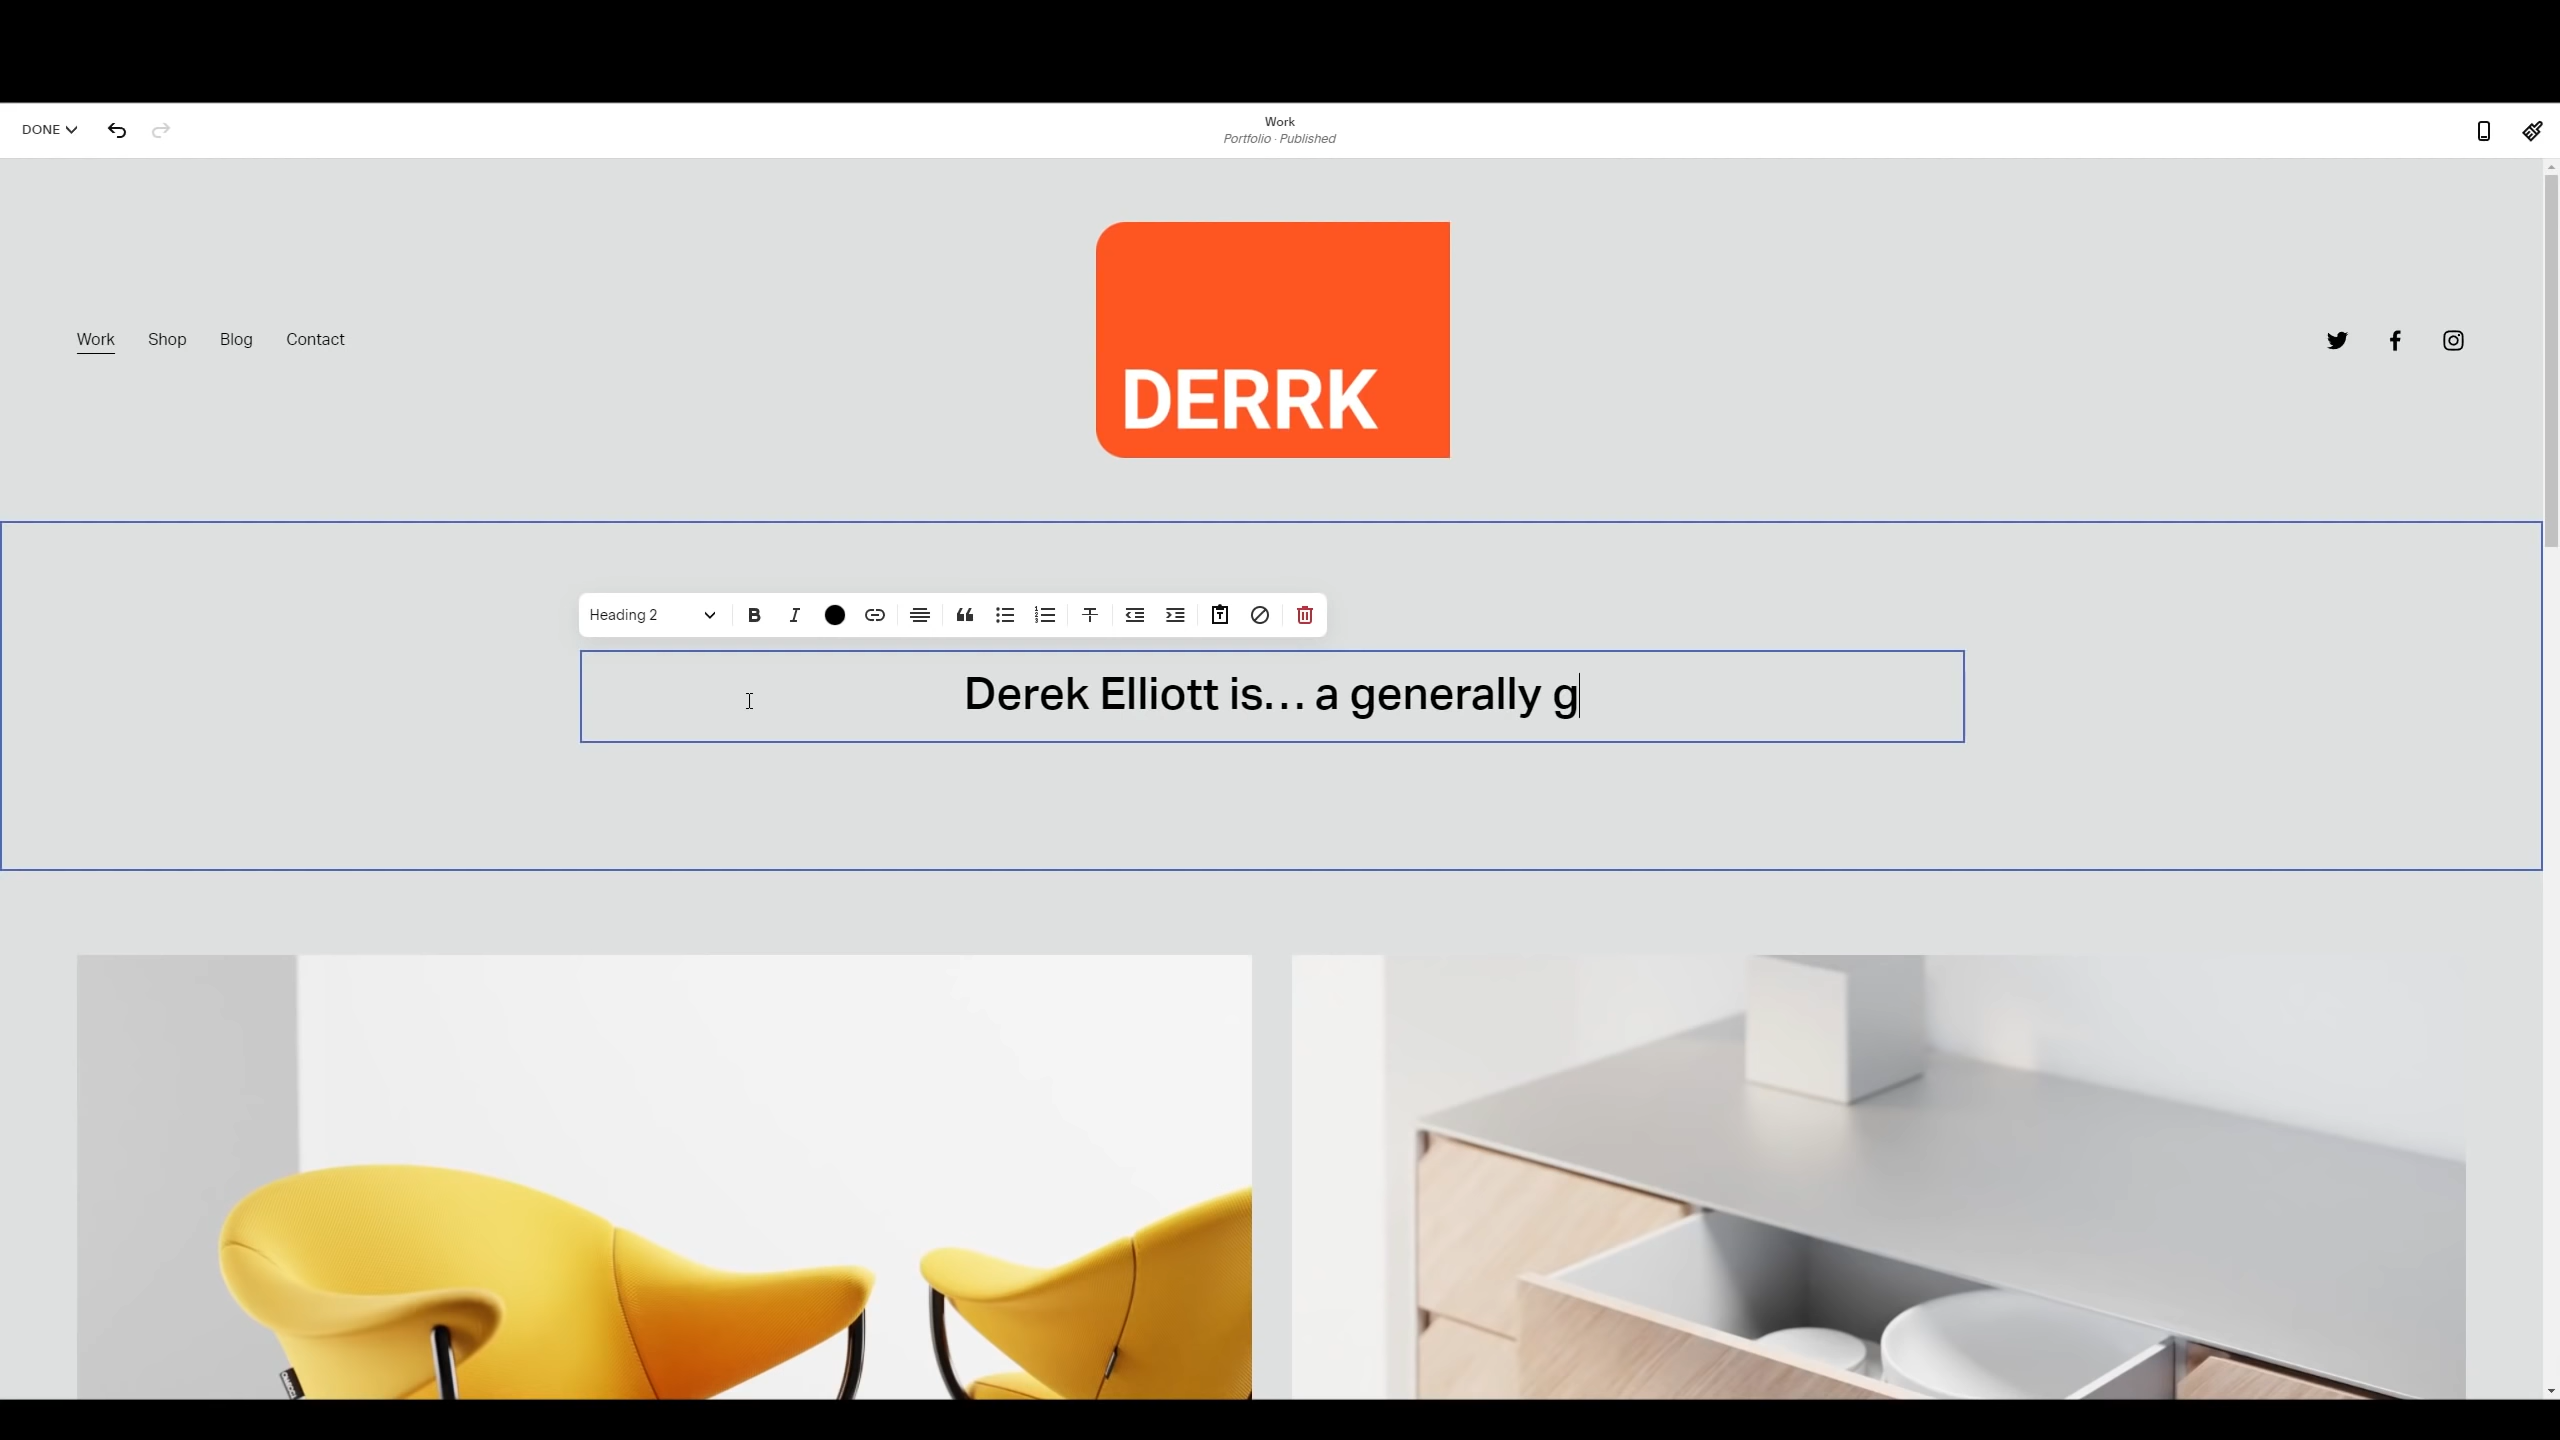 DONE
Work
Portfolio · Published
Work Shop Blog Contact
DERRK
Heading 2
Derek Elliott is... a generally g